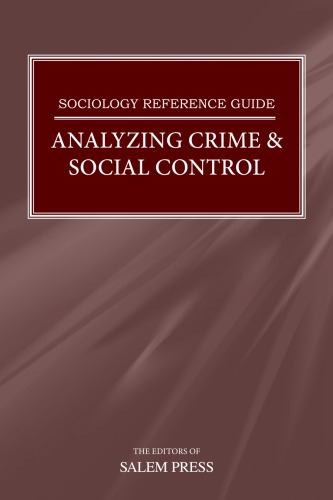 SOCIOLOGY REFERENCE GUIDE
ANALYZING CRIME &
SOCIAL CONTROL
THE EDITORS OF
SALEM PRESS